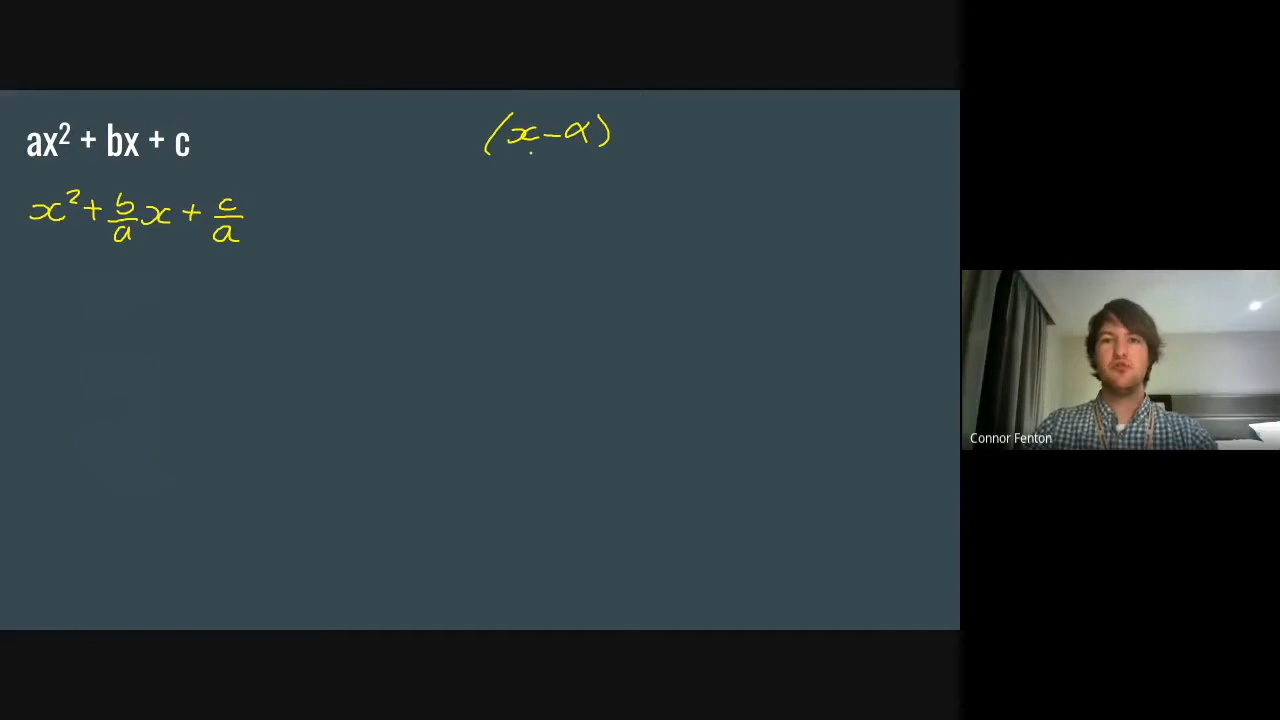 ax² + bx + c
(x-α)
x² + b/a x + c/a
Connor Fenton